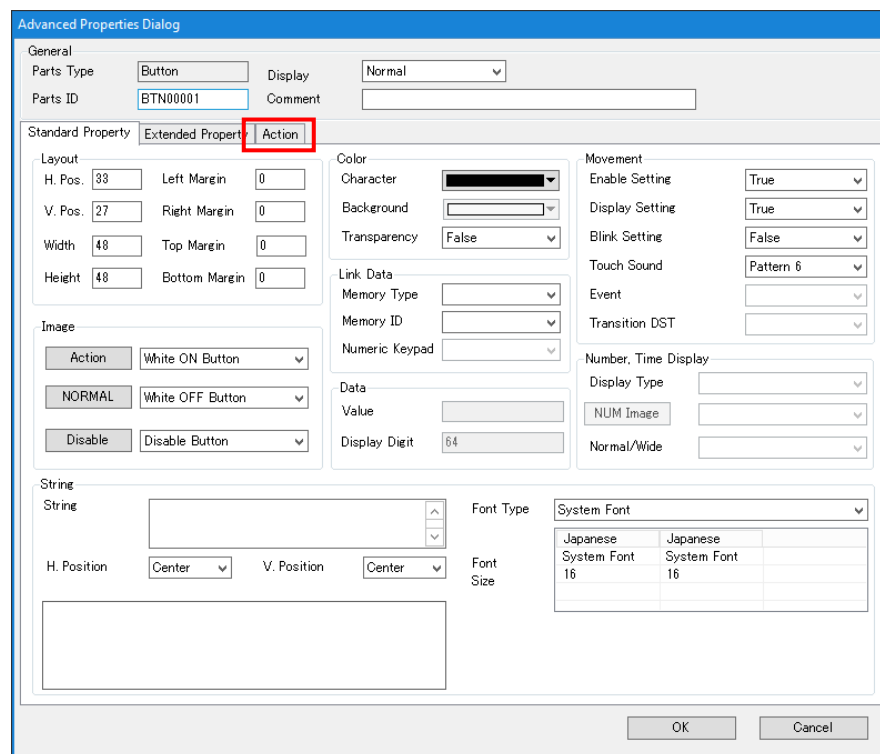 Advanced Properties Dialog
General
Parts Type Button Display Normal
Parts ID BTN00001 Comment
Standard Property Extended Property Action
Layout
H. Pos. 33 Left Margin 0
V. Pos. 27 Right Margin 0
Width 48 Top Margin 0
Height 48 Bottom Margin 0
Image
Action White ON Button
NORMAL White OFF Button
Disable Disable Button
Color
Character
Background
Transparency False
Link Data
Memory Type
Memory ID
Numeric Keypad
Data
Value
Display Digit 64
Movement
Enable Setting True
Display Setting True
Blink Setting False
Touch Sound Pattern 6
Event
Transition DST
Number, Time Display
Display Type
NUM Image
Normal/Wide
String
String
H. Position Center V. Position Center
Font Type System Font
Font
Size
Japanese Japanese
System Font System Font
16 16
OK Cancel